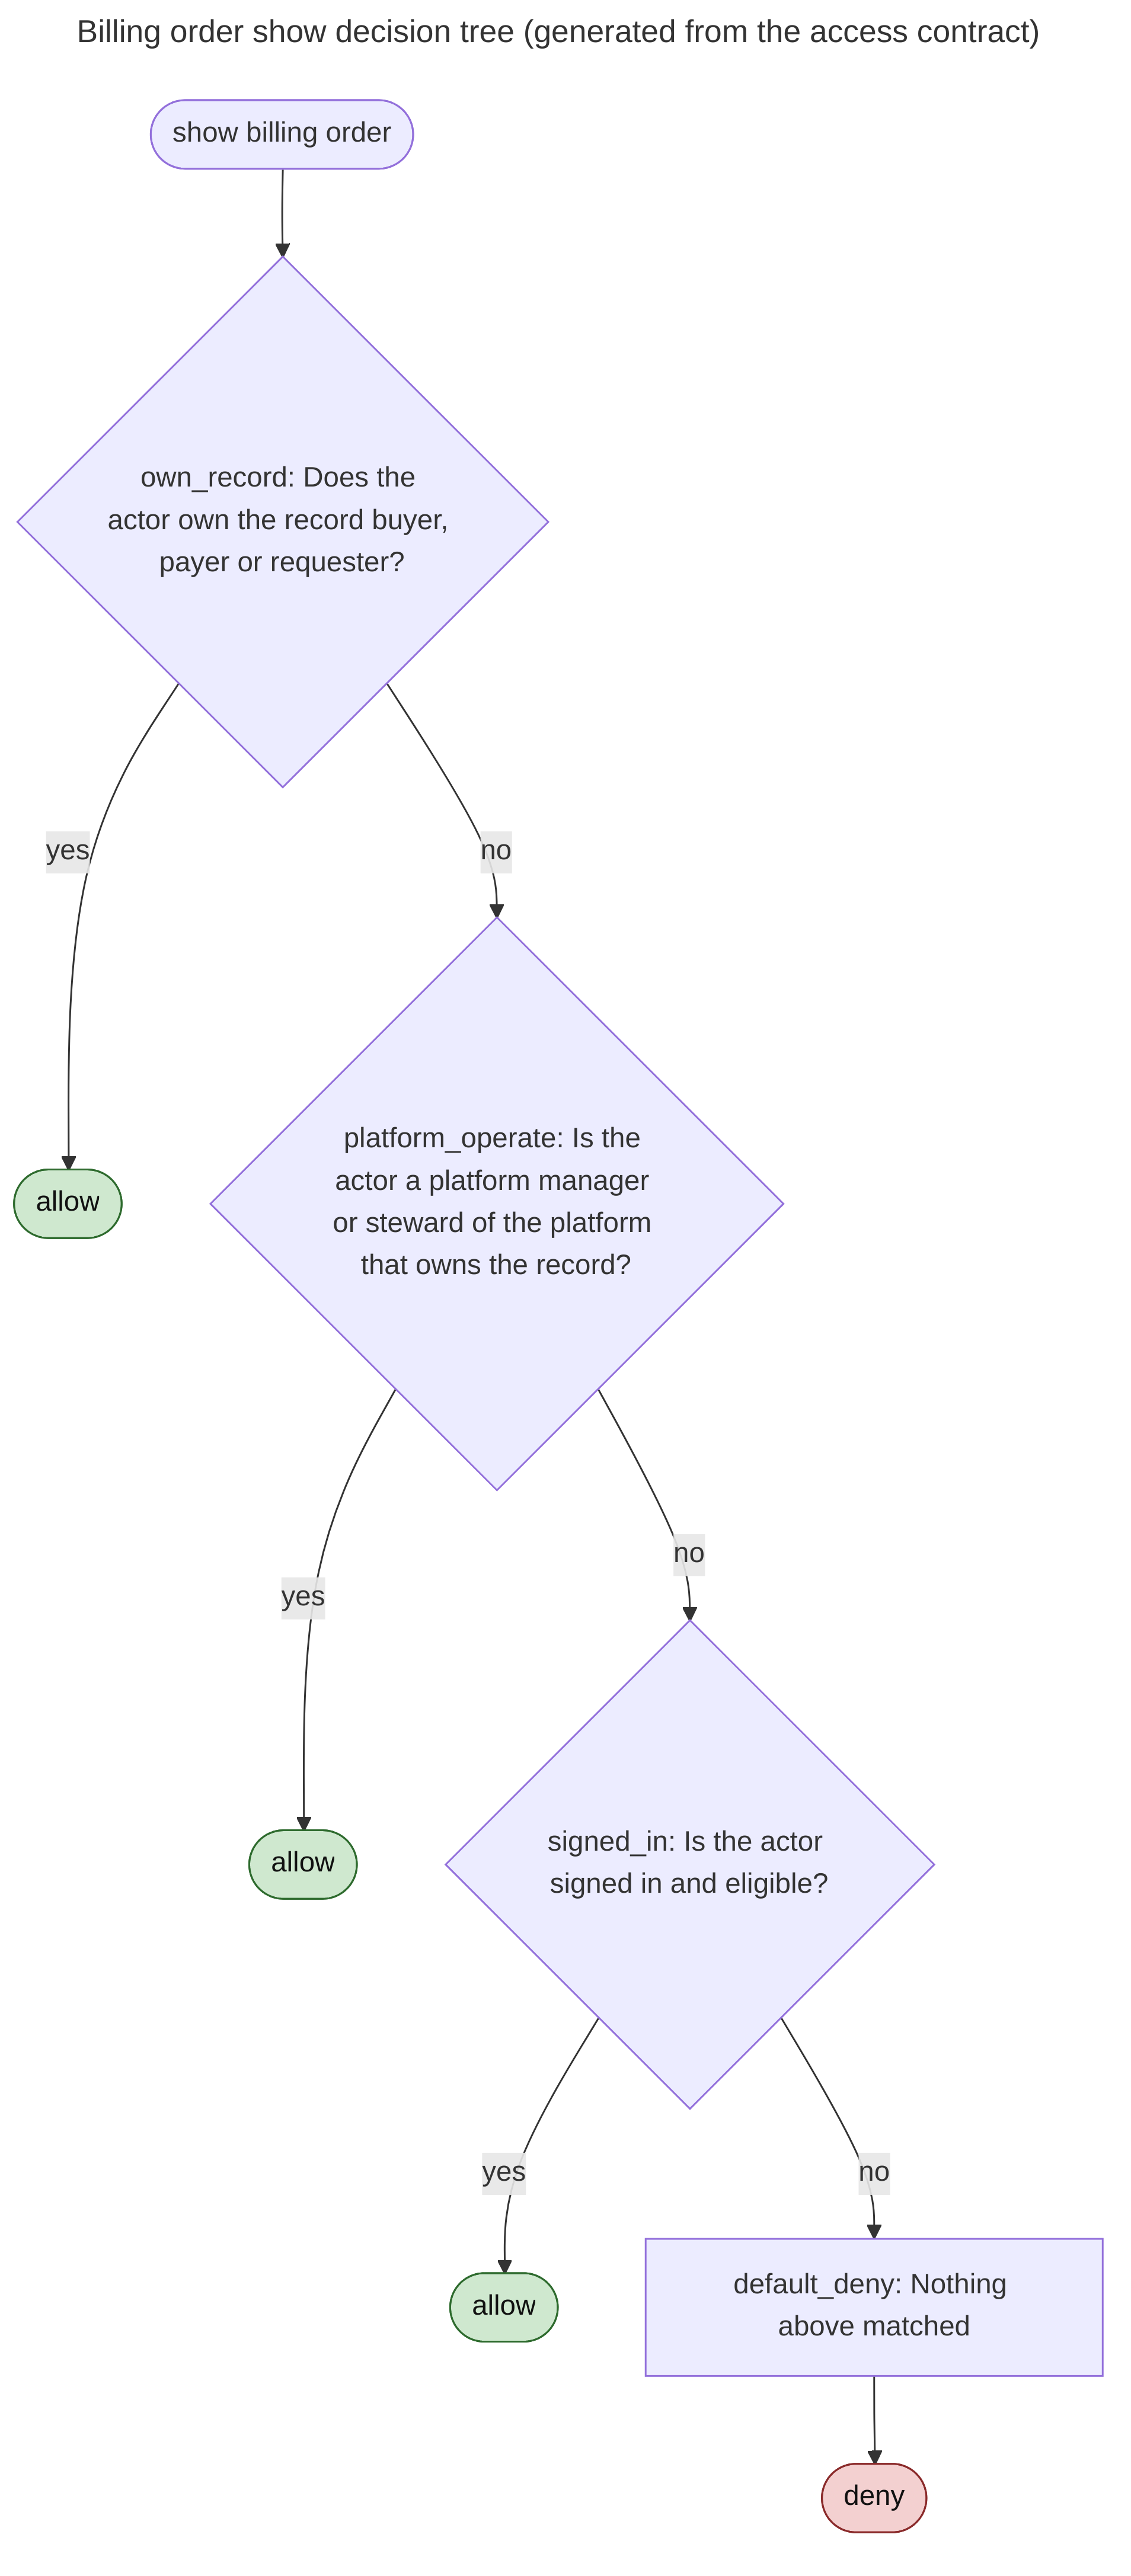 Billing order show decision tree (generated from the access contract)
show billing order
own_record: Does the
actor own the record buyer,
payer or requester?
yes
no
allow
platform_operate: Is the
actor a platform manager
or steward of the platform
that owns the record?
yes
no
allow
signed_in: Is the actor
signed in and eligible?
yes
no
allow
default_deny: Nothing
above matched
deny